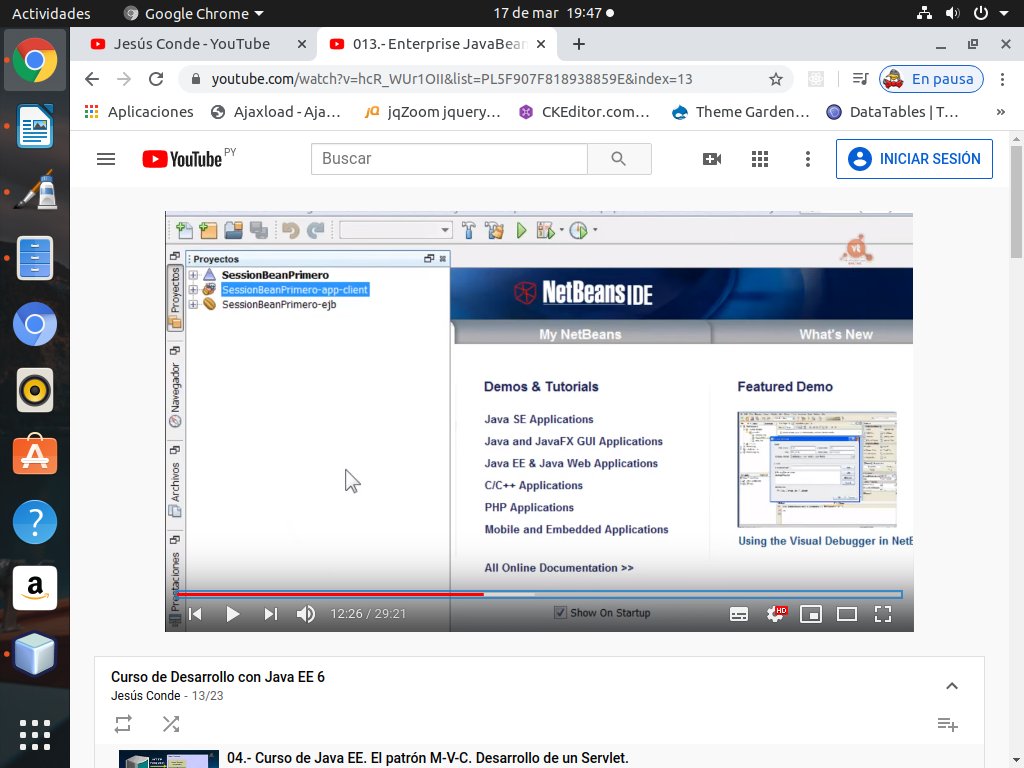 Actividades Google Chrome 17 de mar 19:47
Jesús Conde - YouTube 013.- Enterprise JavaBean
youtube.com/watch?v=hcR_WUr1OII&list=PL5F907F818938859E&index=13 En pausa
Aplicaciones Ajaxload - Aja... jqZoom jquery... CKEditor.com... Theme Garden... DataTables | T... »
YouTube PY Buscar INICIAR SESIÓN
Proyectos
SessionBeanPrimero
SessionBeanPrimero-app-client
SessionBeanPrimero-ejb
Proyectos
Navegador
Archivos
Prestaciones
NetBeans IDE
My NetBeans What's New
Demos & Tutorials Featured Demo
Java SE Applications
Java and JavaFX GUI Applications
Java EE & Java Web Applications
C/C++ Applications
PHP Applications
Mobile and Embedded Applications
Using the Visual Debugger in NetB
All Online Documentation >>
12:26 / 29:21 Show On Startup HD
Curso de Desarrollo con Java EE 6
Jesús Conde - 13/23
04.- Curso de Java EE. El patrón M-V-C. Desarrollo de un Servlet.